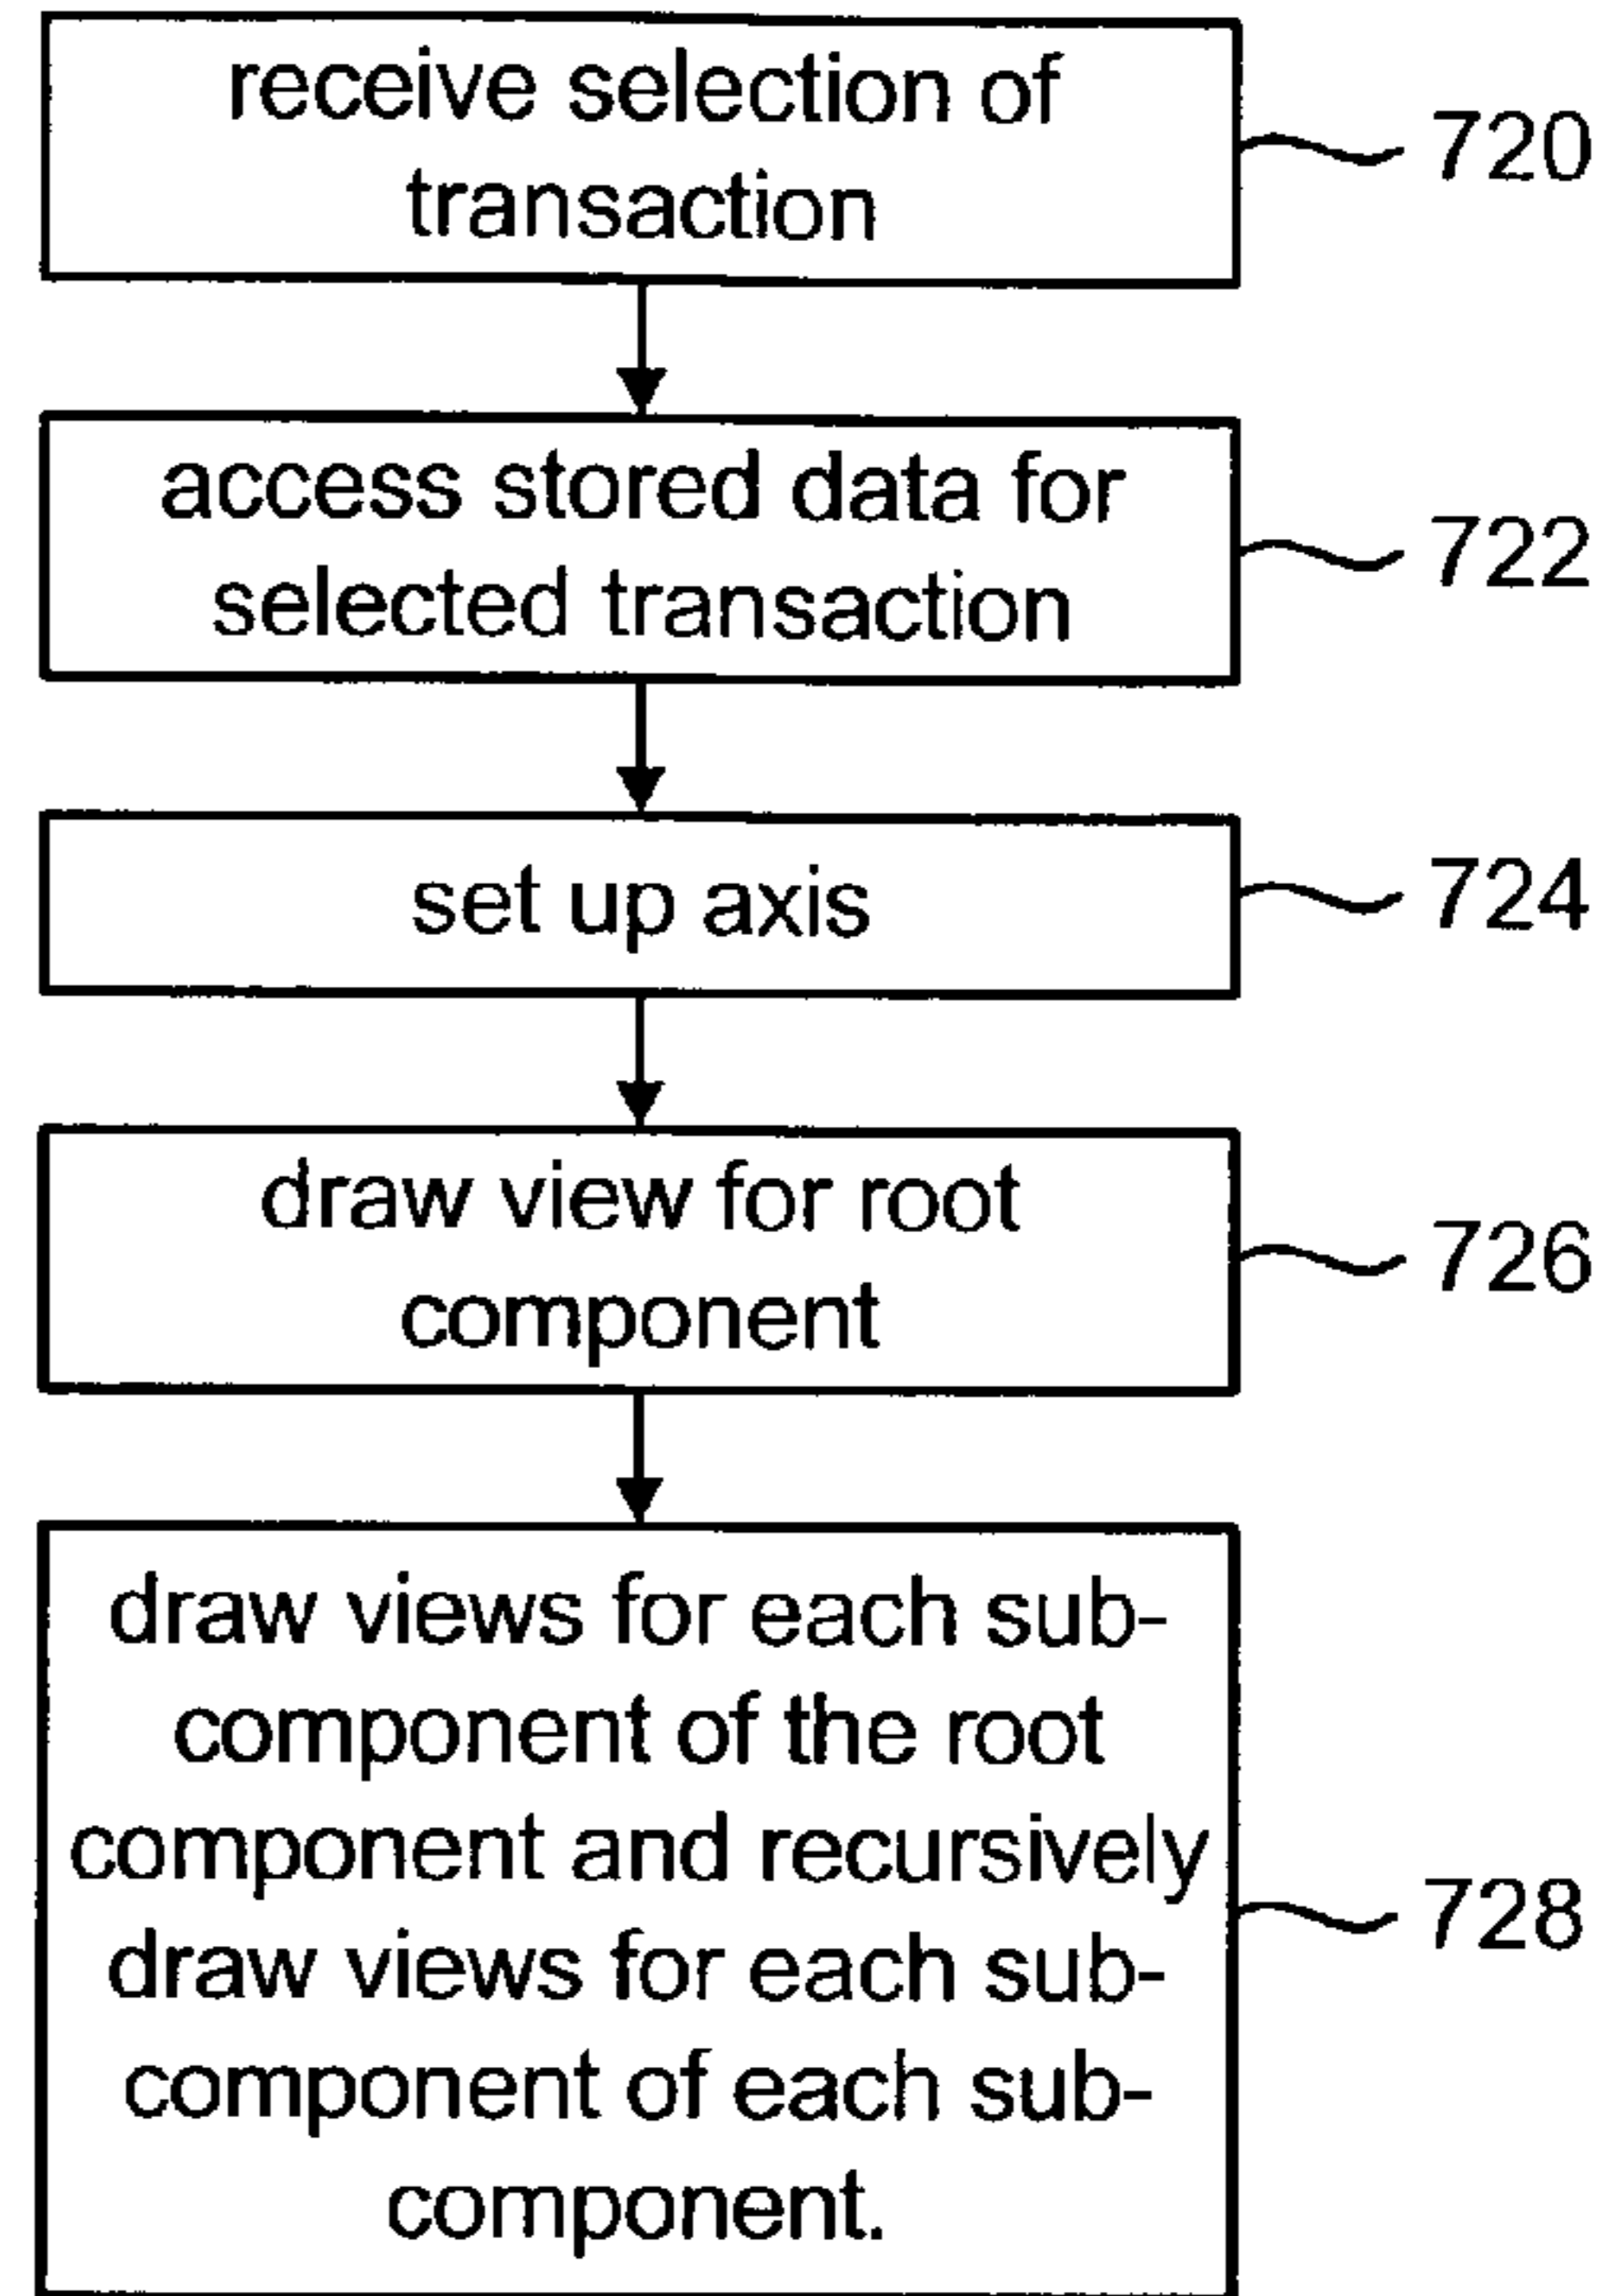 receive selection of
transaction
720
access stored data for
selected transaction
722
set up axis
724
draw view for root
component
726
draw views for each sub-
component of the root
component and recursively
draw views for each sub-
component of each sub-
component.
728